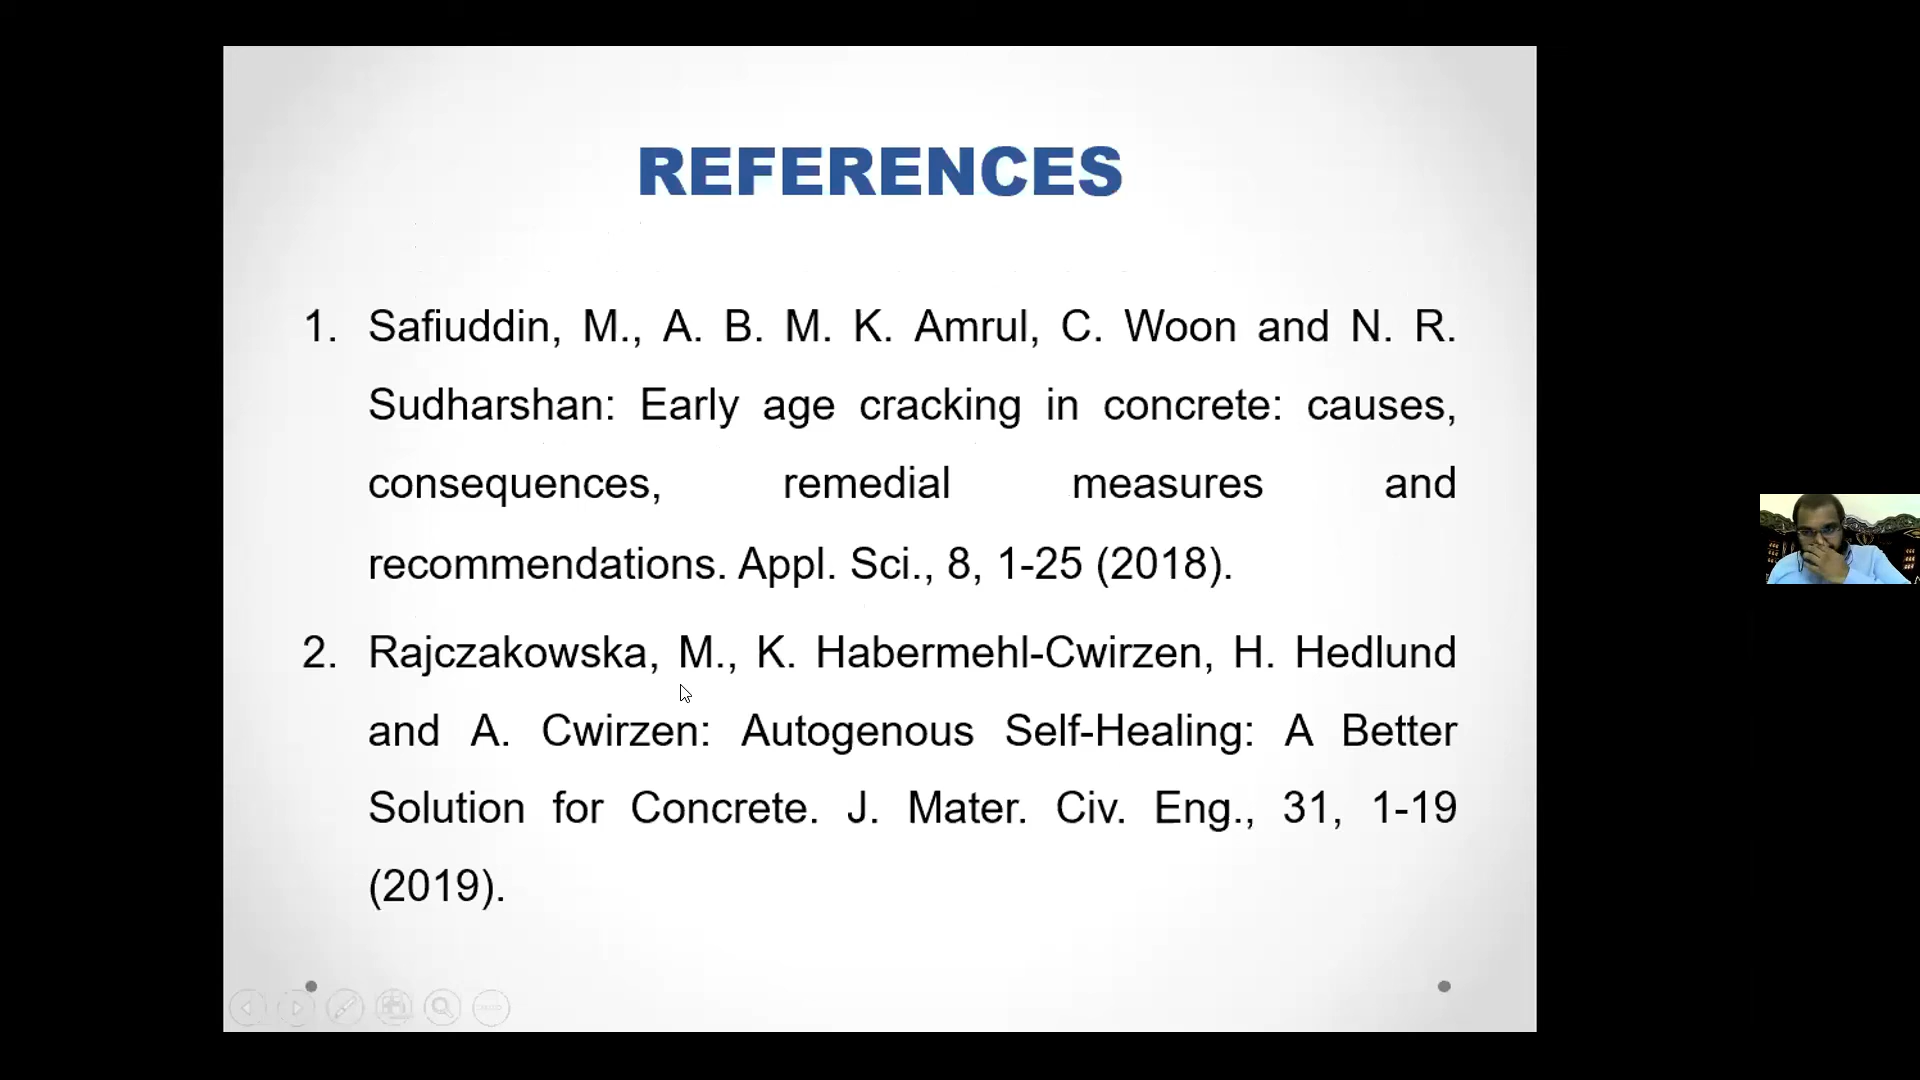 REFERENCES
1. Safiuddin, M., A. B. M. K. Amrul, C. Woon and N. R.
Sudharshan: Early age cracking in concrete: causes,
consequences, remedial measures and
recommendations. Appl. Sci., 8, 1-25 (2018).
2. Rajczakowska, M., K. Habermehl-Cwirzen, H. Hedlund
and A. Cwirzen: Autogenous Self-Healing: A Better
Solution for Concrete. J. Mater. Civ. Eng., 31, 1-19
(2019).